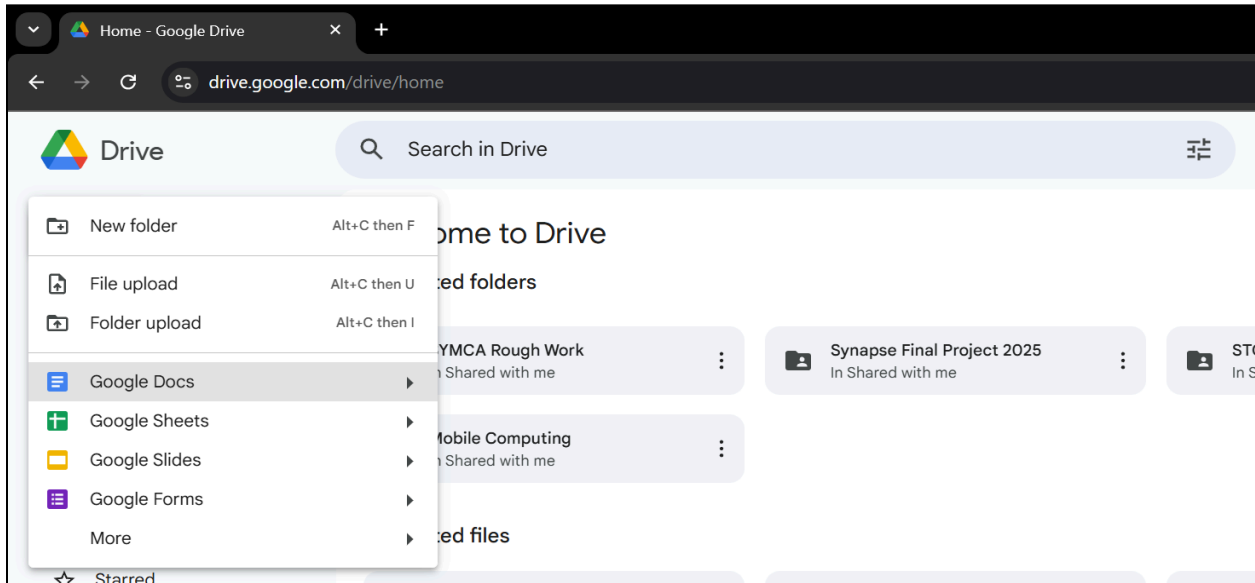 Home - Google Drive
drive.google.com/drive/home
Drive
Search in Drive
New folder Alt+C then F
File upload Alt+C then U
Folder upload Alt+C then I
Google Docs
Google Sheets
Google Slides
Google Forms
More
Starred
ome to Drive
ted folders
YMCA Rough Work
Shared with me
Synapse Final Project 2025
In Shared with me
Mobile Computing
Shared with me
ted files